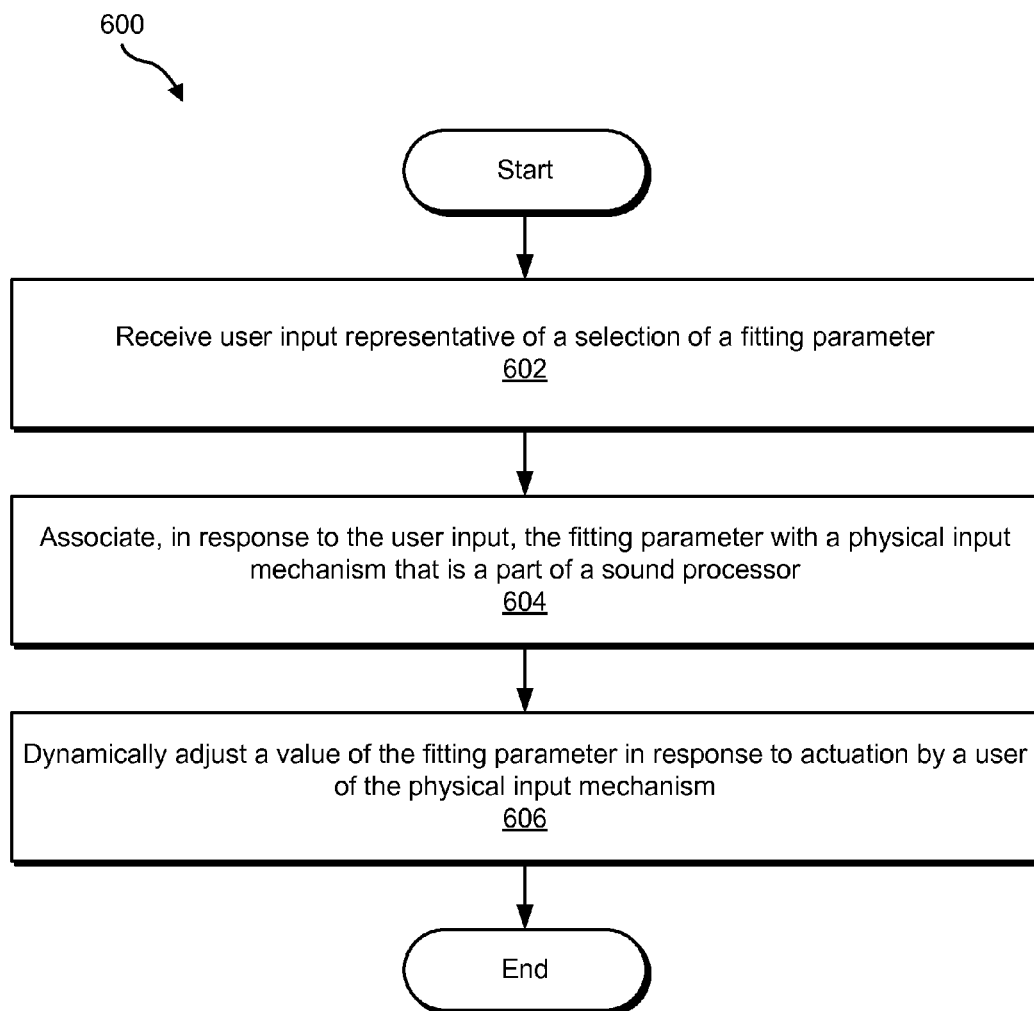 600
Start
Receive user input representative of a selection of a fitting parameter
602
Associate, in response to the user input, the fitting parameter with a physical input
mechanism that is a part of a sound processor
604
Dynamically adjust a value of the fitting parameter in response to actuation by a user
of the physical input mechanism
606
End